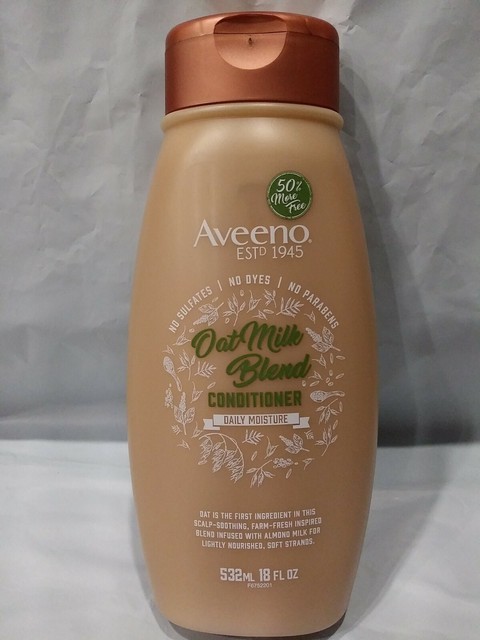 50%
More
Free
Aveeno®
ESTD 1945
NO SULFATES | NO DYES | NO PARABENS
Oat Milk
Blend
CONDITIONER
DAILY MOISTURE
OAT IS THE FIRST INGREDIENT IN THIS
SCALP-SOOTHING, FARM-FRESH INSPIRED
BLEND INFUSED WITH ALMOND MILK FOR
LIGHTLY NOURISHED, SOFT STRANDS.
532ML 18 FL OZ